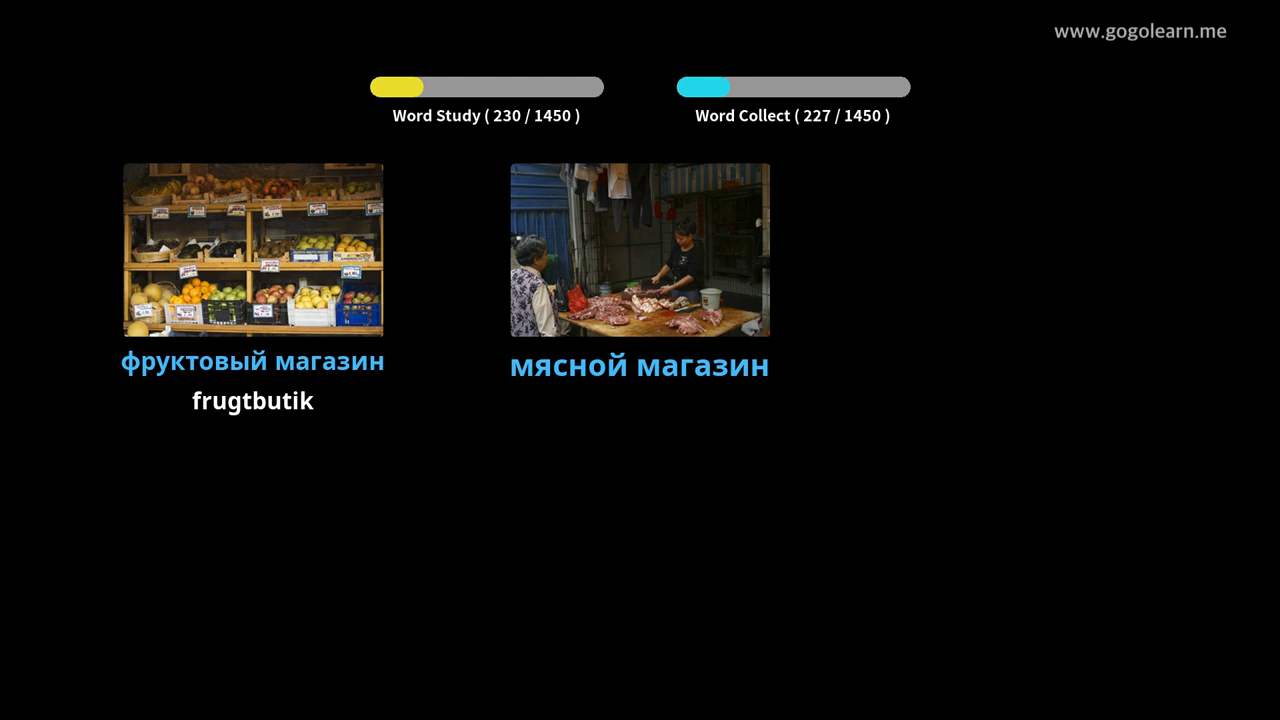 www.gogolearn.me
Word Study ( 230 / 1450 )
Word Collect ( 227 / 1450 )
фруктовый магазин
мясной магазин
frugtbutik